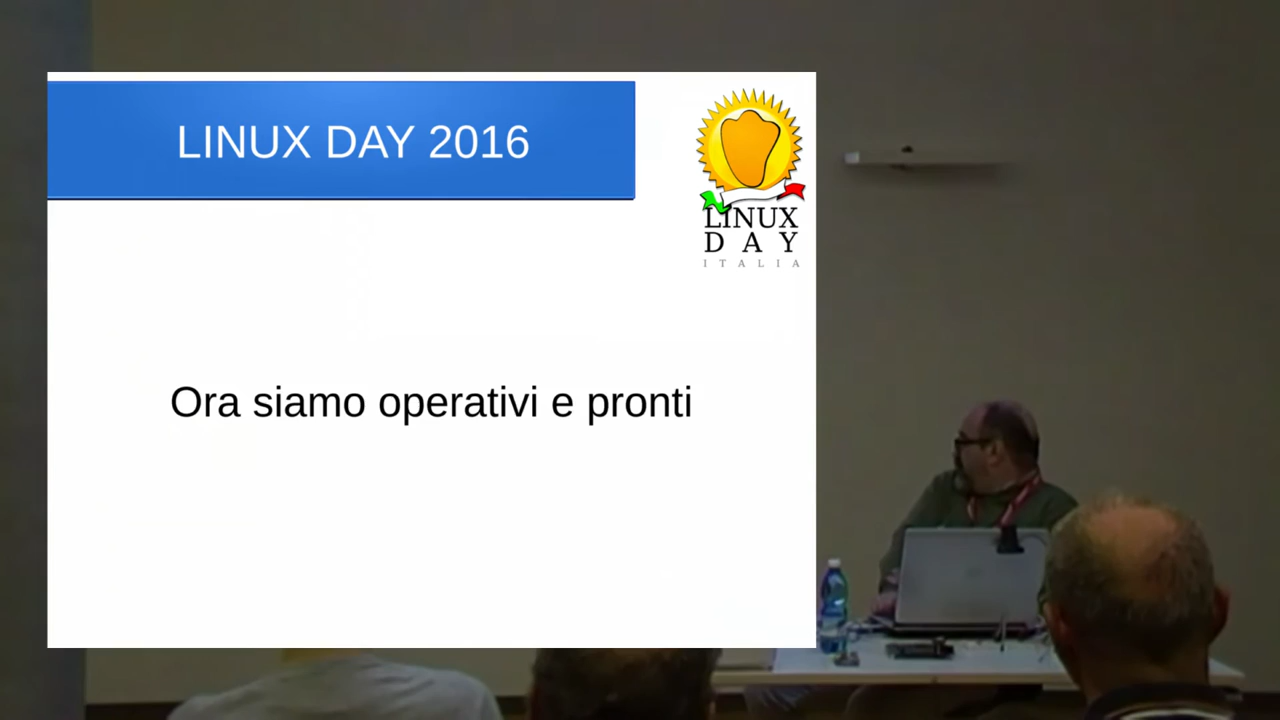 LINUX DAY 2016
LINUX
DAY
ITALIA
Ora siamo operativi e pronti